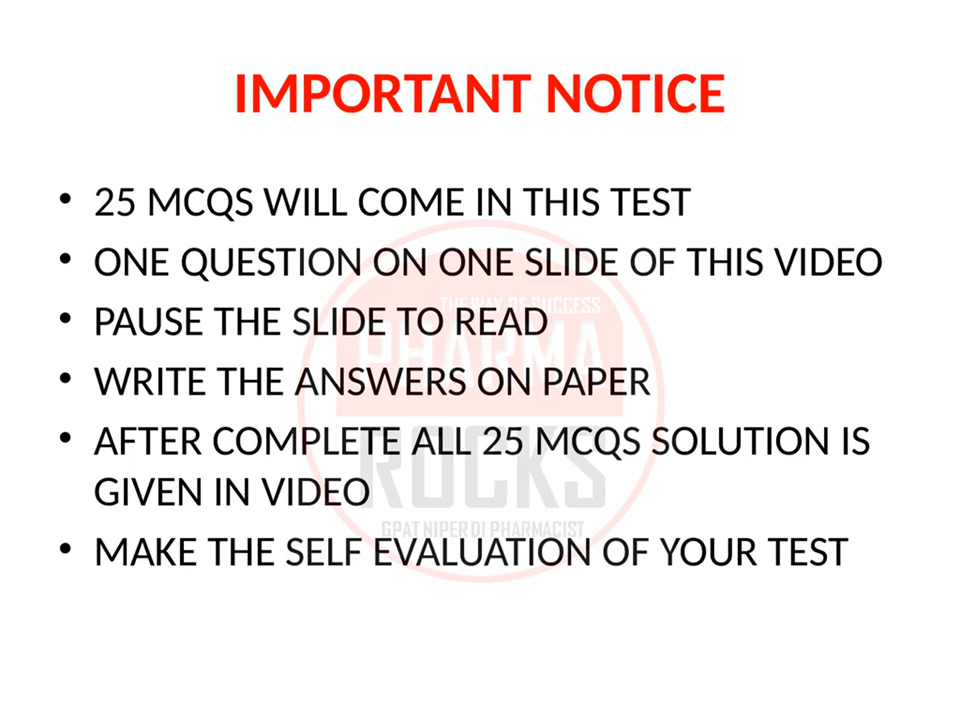 IMPORTANT NOTICE
• 25 MCQS WILL COME IN THIS TEST
• ONE QUESTION ON ONE SLIDE OF THIS VIDEO
• PAUSE THE SLIDE TO READ
• WRITE THE ANSWERS ON PAPER
• AFTER COMPLETE ALL 25 MCQS SOLUTION IS
GIVEN IN VIDEO
• MAKE THE SELF EVALUATION OF YOUR TEST
THE WAY OF SUCCESS
PHARMA
ROCKS
GPAT NIPER DI PHARMACIST